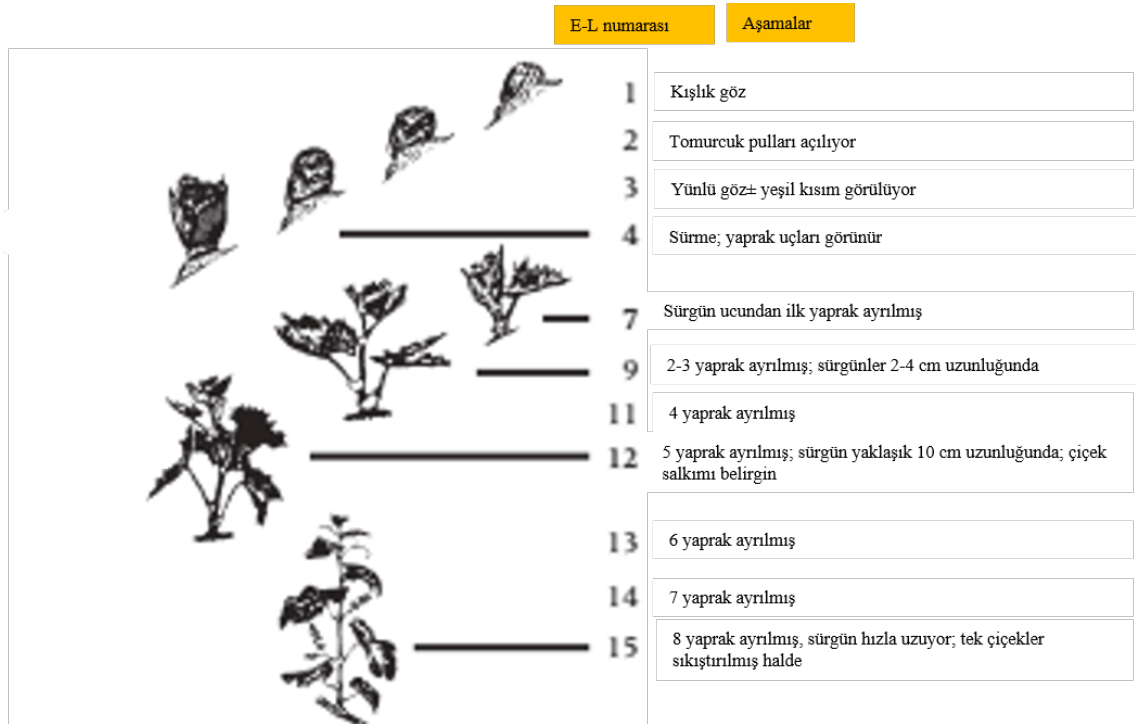 E-L numarası Aşamalar
1 Kışlık göz
2 Tomurcuk pulları açılıyor
3 Yünlü göz± yeşil kısım görülüyor
4 Sürme; yaprak uçları görünür
7 Sürgün ucundan ilk yaprak ayrılmış
9 2-3 yaprak ayrılmış; sürgünler 2-4 cm uzunluğunda
11 4 yaprak ayrılmış
12 5 yaprak ayrılmış; sürgün yaklaşık 10 cm uzunluğunda; çiçek
salkımı belirgin
13 6 yaprak ayrılmış
14 7 yaprak ayrılmış
15 8 yaprak ayrılmış, sürgün hızla uzuyor; tek çiçekler
sıkıştırılmış halde